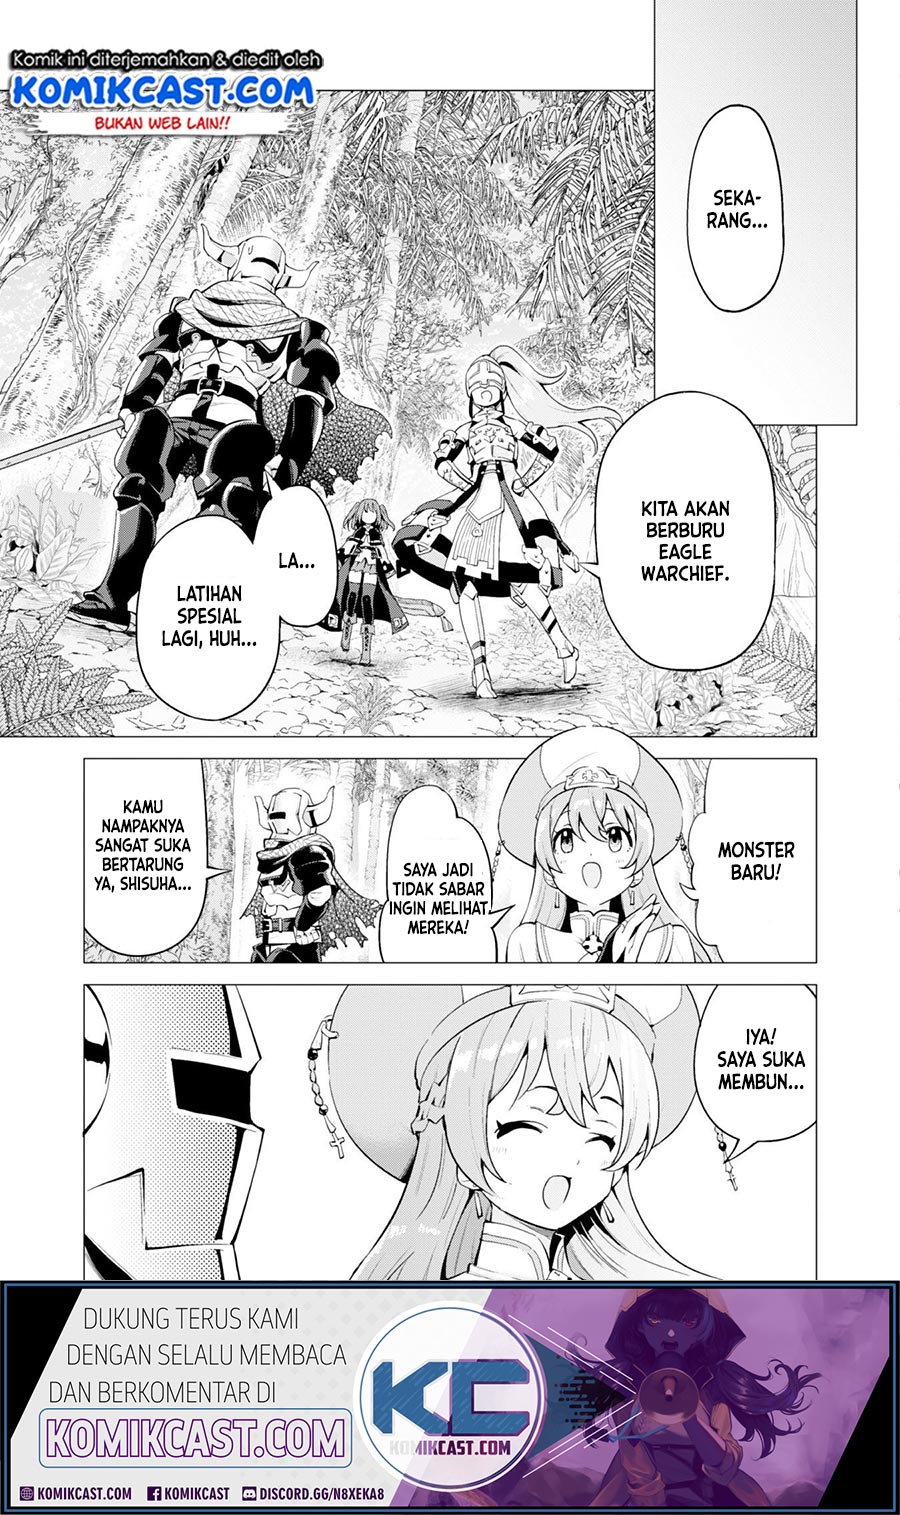 Komik ini diterjemahkan & diedit oleh
KOMIKCAST.COM
BUKAN WEB LAIN!!
SEKA-
RANG...
KITA AKAN
BERBURU
EAGLE
WARCHIEF.
LA...
LATIHAN
SPESIAL
LAGI, HUH...
MONSTER
BARU!
SAYA JADI
TIDAK SABAR
INGIN MELIHAT
MEREKA!
KAMU
NAMPAKNYA
SANGAT SUKA
BERTARUNG
YA, SHISUHA...
IYA!
SAYA SUKA
MEMBUN...
DUKUNG TERUS KAMI
DENGAN SELALU MEMBACA
DAN BERKOMENTAR DI
KOMIKCAST.COM
KC
KOMIKCAST.COM
KOMIKCAST.COM KOMIKCAST DISCORD.GG/N8XEKA8